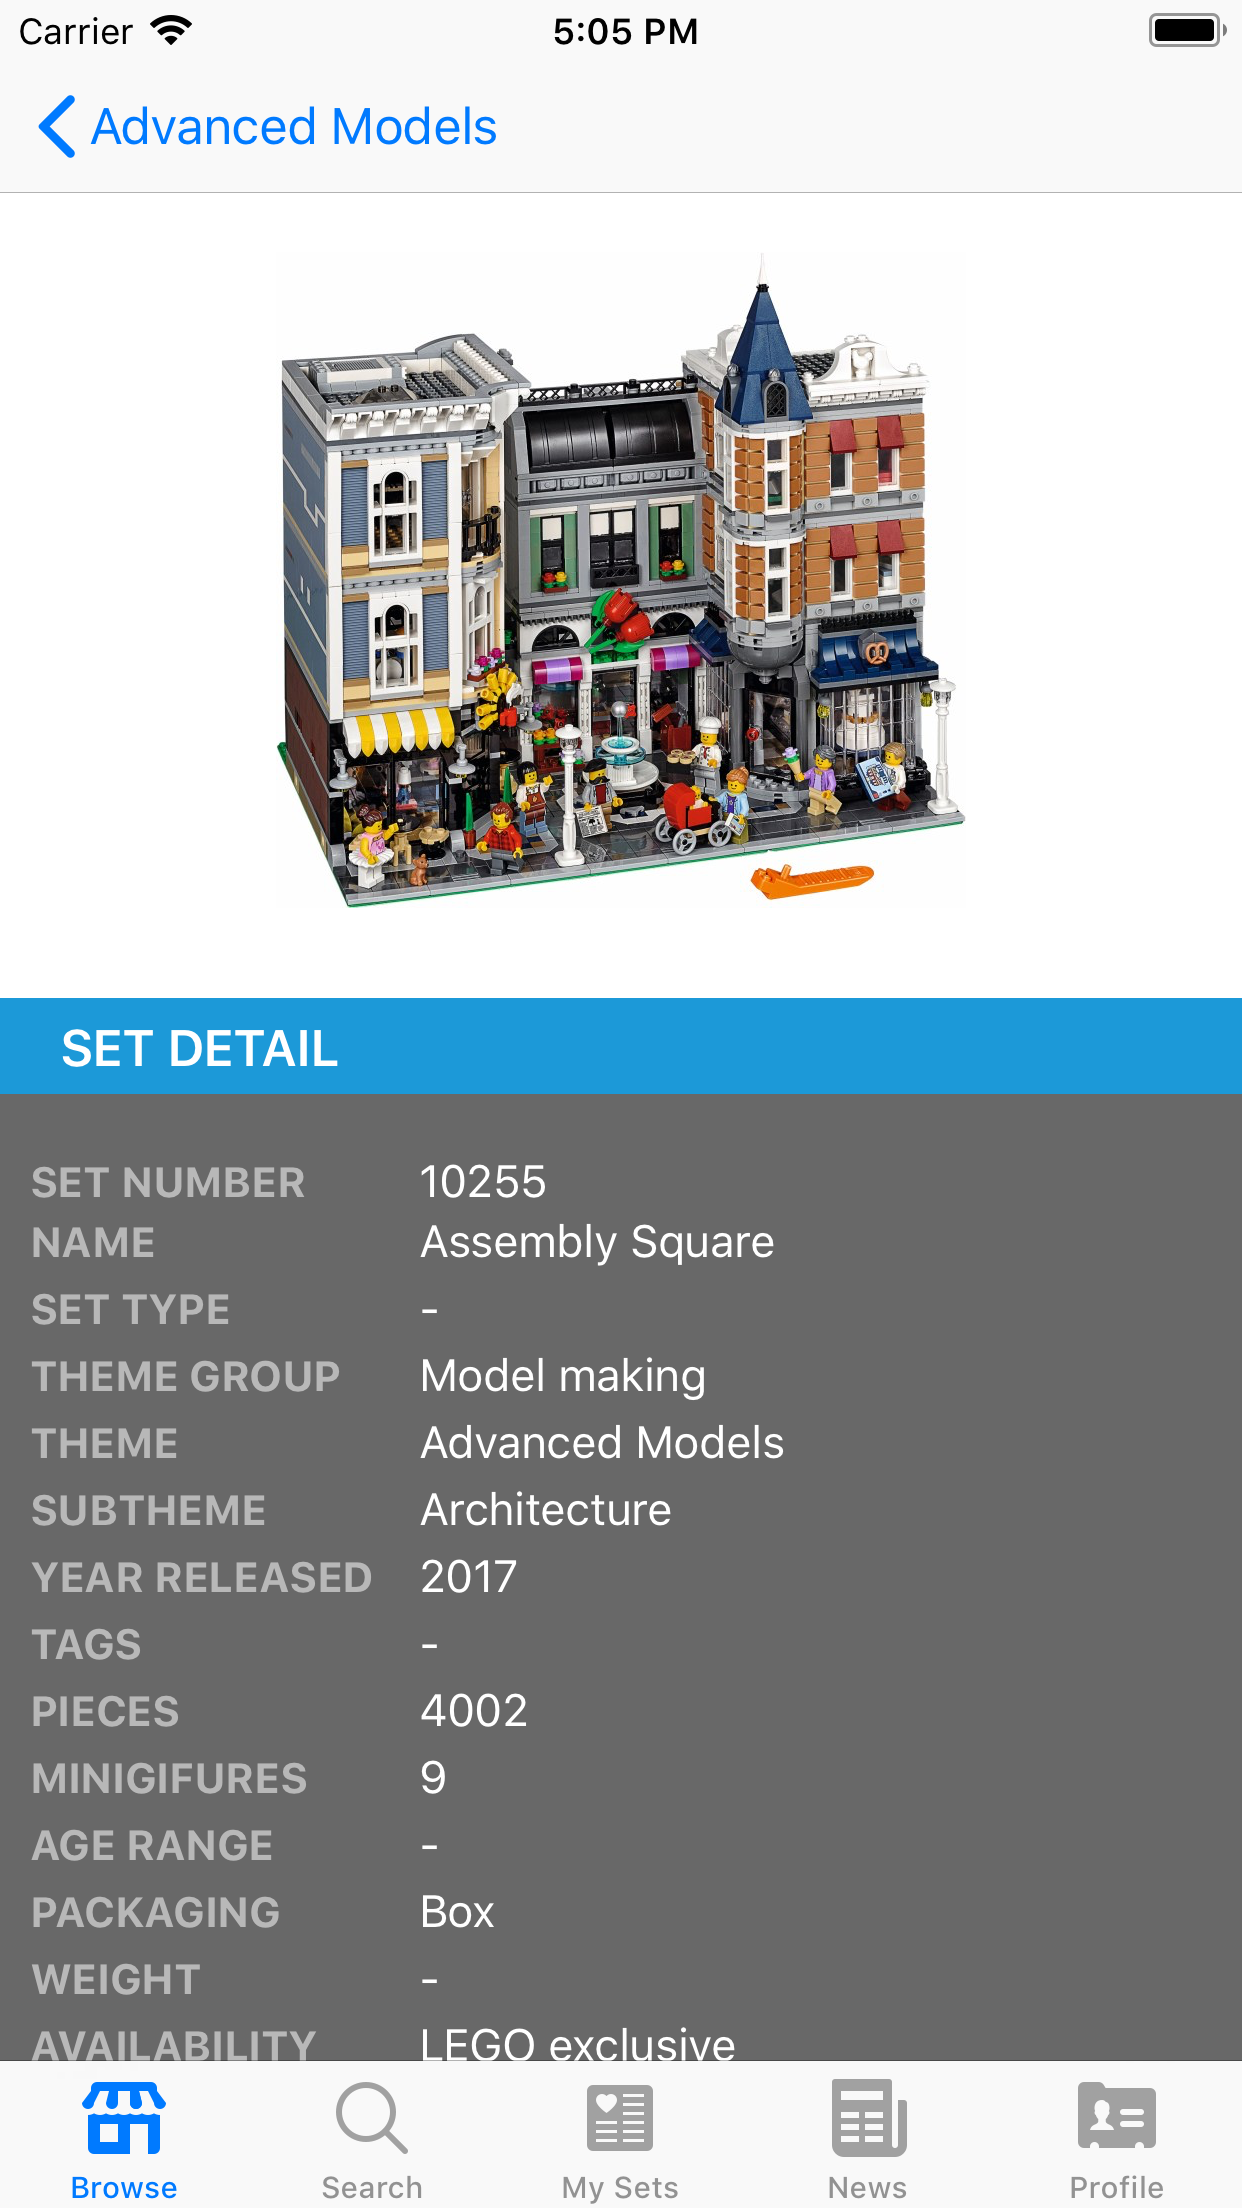 Carrier 5:05 PM
Advanced Models
SET DETAIL
SET NUMBER 10255
NAME Assembly Square
SET TYPE -
THEME GROUP Model making
THEME Advanced Models
SUBTHEME Architecture
YEAR RELEASED 2017
TAGS -
PIECES 4002
MINIGIFURES 9
AGE RANGE -
PACKAGING Box
WEIGHT -
AVAILABILITY LEGO exclusive
Browse Search My Sets News Profile